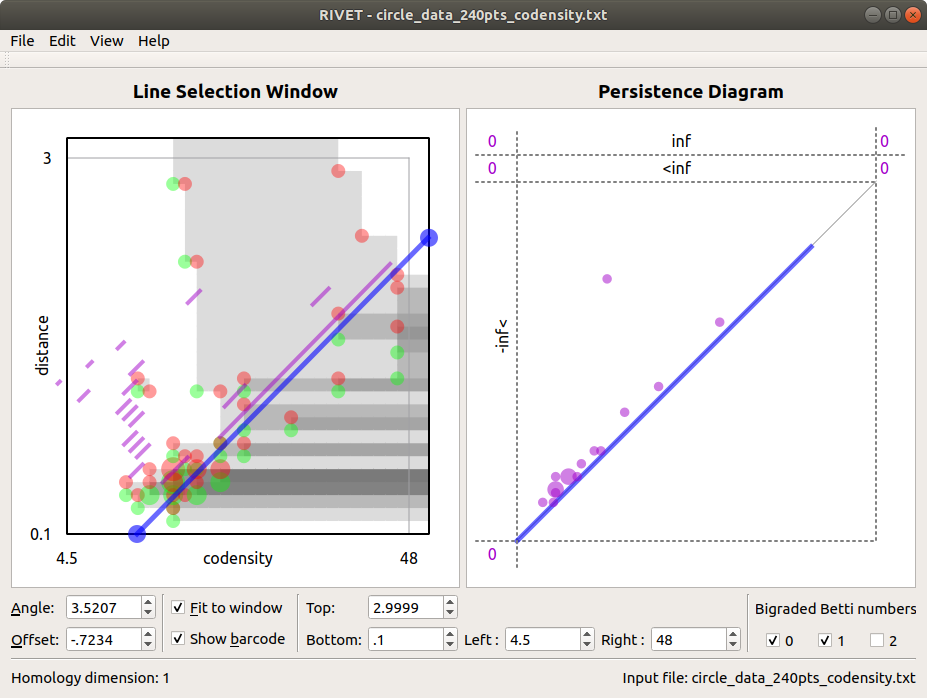 RIVET - circle_data_240pts_codensity.txt
File Edit View Help
Line Selection Window
Persistence Diagram
3
distance
0.1
4.5
codensity
48
0
inf
0
0
<inf
0
-inf<
0
Angle: 3.5207
Fit to window
Top: 2.9999
Bigraded Betti numbers
Offset: -.7234
Show barcode
Bottom: .1
Left : 4.5
Right : 48
0 1 2
Homology dimension: 1
Input file: circle_data_240pts_codensity.txt